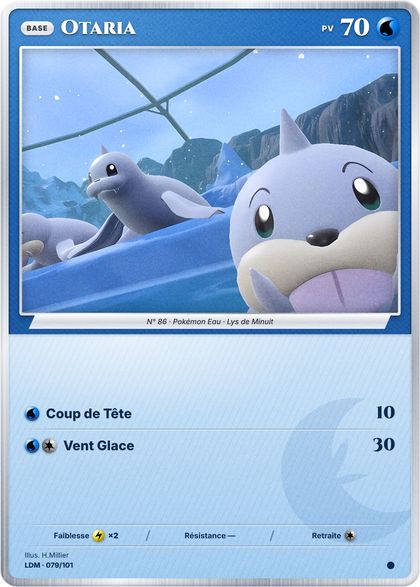 BASE OTARIA PV 70
N° 86 · Pokémon Eau · Lys de Minuit
Coup de Tête 10
Vent Glace 30
Faiblesse ×2 / Résistance — / Retraite
Illus. H.Millier
LDM · 079/101